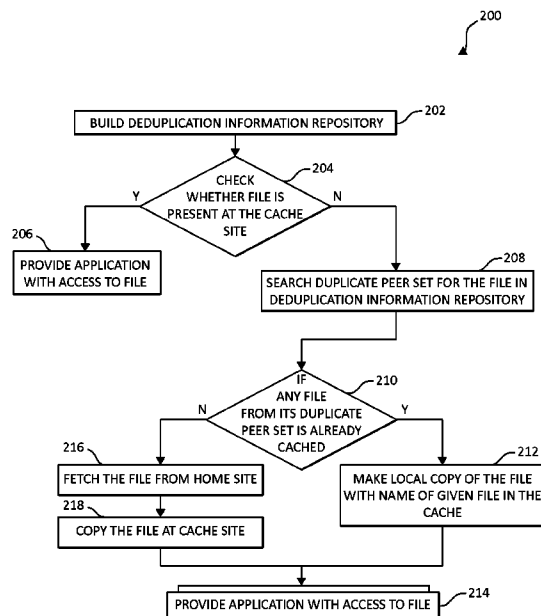 200
BUILD DEDUPLICATION INFORMATION REPOSITORY
202
CHECK
WHETHER FILE IS
PRESENT AT THE CACHE
SITE
204
Y
N
206
PROVIDE APPLICATION
WITH ACCESS TO FILE
208
SEARCH DUPLICATE PEER SET FOR THE FILE IN
DEDUPLICATION INFORMATION REPOSITORY
IF
ANY FILE
FROM ITS DUPLICATE
PEER SET IS ALREADY
CACHED
210
N
Y
216
FETCH THE FILE FROM HOME SITE
212
MAKE LOCAL COPY OF THE FILE
WITH NAME OF GIVEN FILE IN THE
CACHE
218
COPY THE FILE AT CACHE SITE
214
PROVIDE APPLICATION WITH ACCESS TO FILE